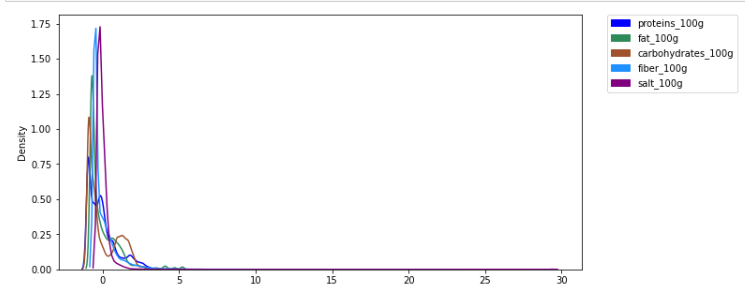 1.75
1.50
1.25
1.00
0.75
0.50
0.25
0.00
Density
0
5
10
15
20
25
30
proteins_100g
fat_100g
carbohydrates_100g
fiber_100g
salt_100g